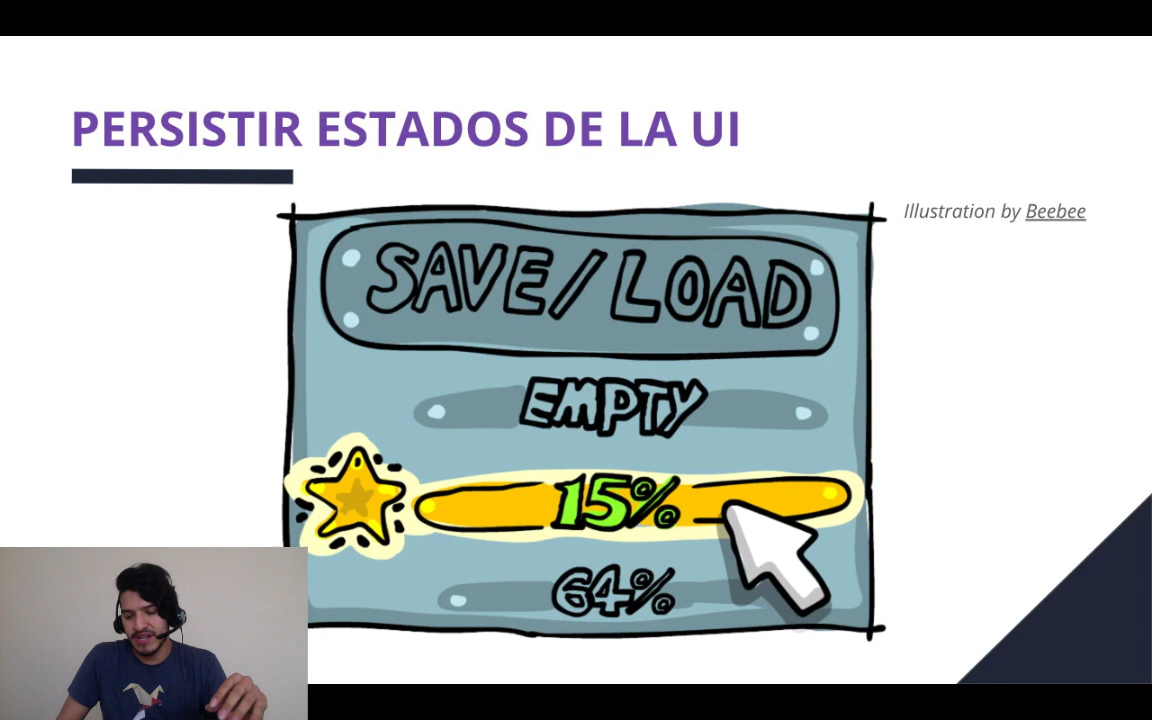 PERSISTIR ESTADOS DE LA UI
Illustration by Beebee
SAVE/LOAD
EMPTY
15%
64%